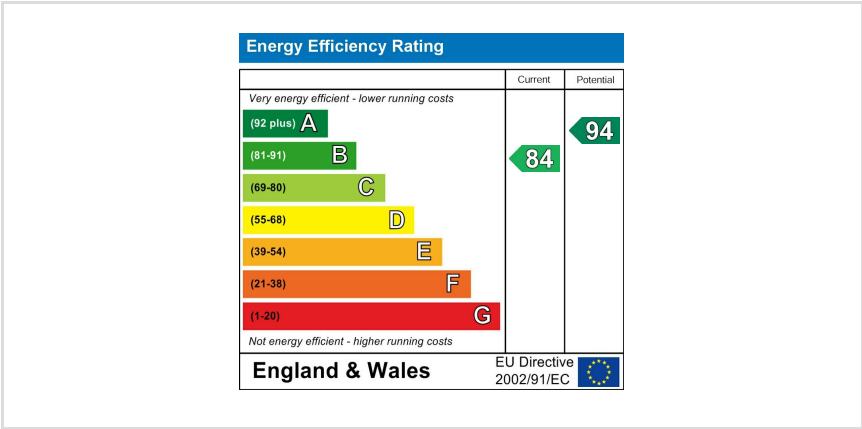 Energy Efficiency Rating
Current Potential
Very energy efficient - lower running costs
(92 plus) A
94
(81-91) B
84
(69-80) C
(55-68) D
(39-54) E
(21-38) F
(1-20) G
Not energy efficient - higher running costs
England & Wales
EU Directive
2002/91/EC